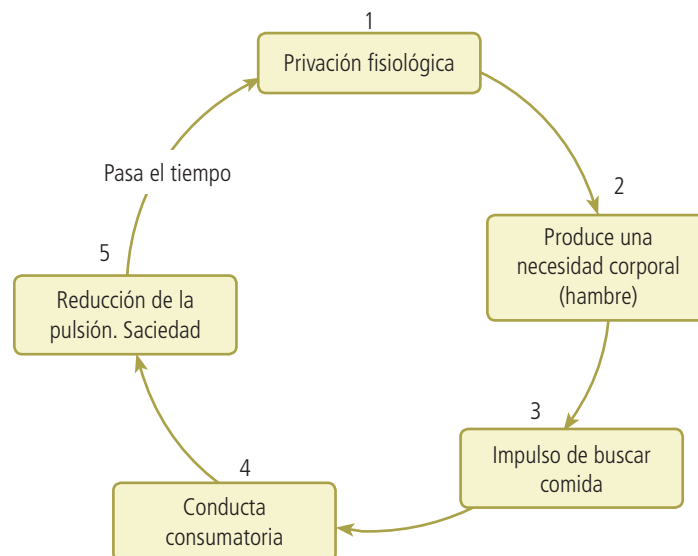 1
Privación fisiológica
2
Produce una
necesidad corporal
(hambre)
3
Impulso de buscar
comida
4
Conducta
consumatoria
5
Reducción de la
pulsión. Saciedad
Pasa el tiempo